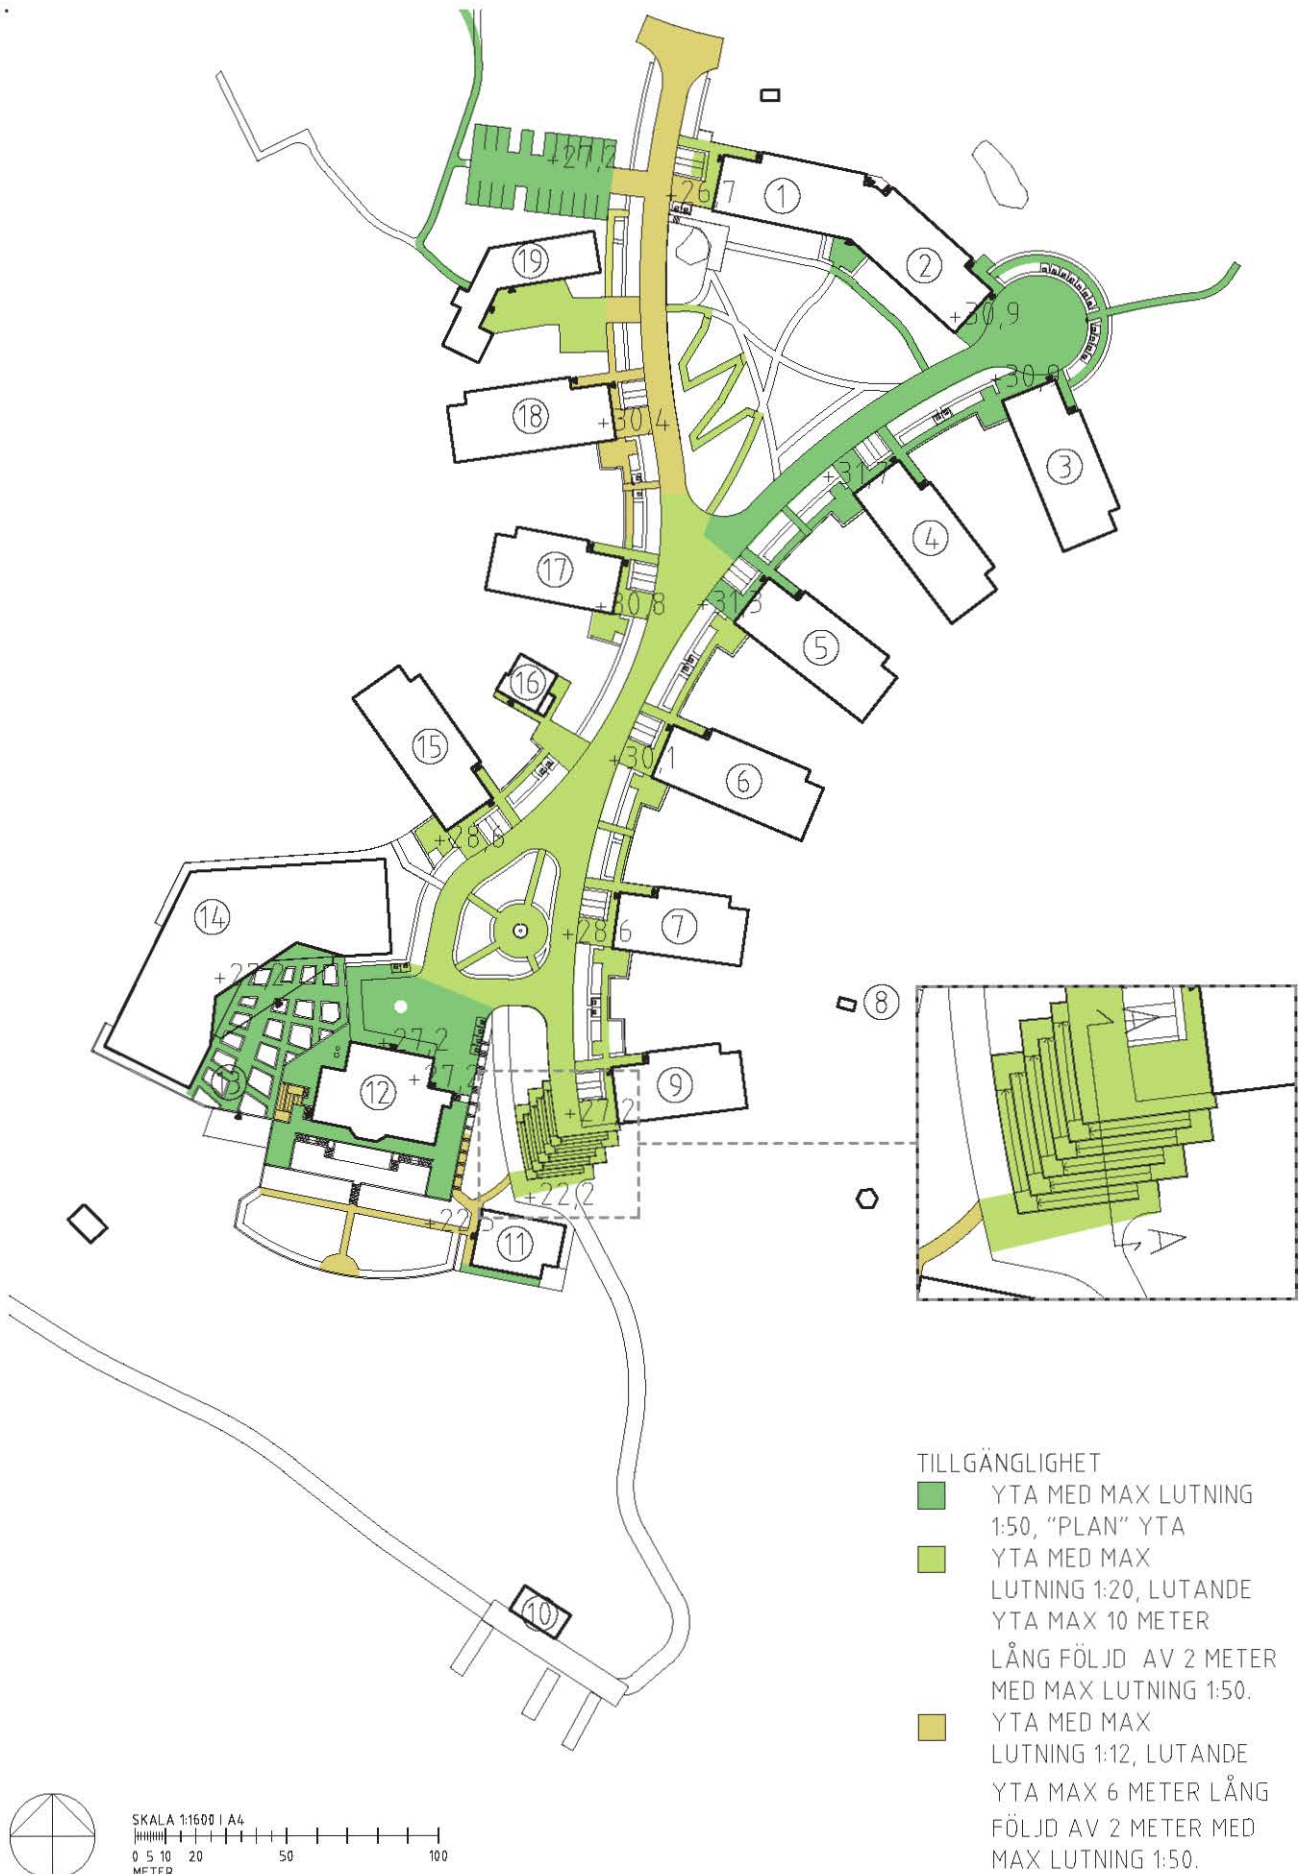 +27,2
+26,7
1
19
2
+30,9
+30,9
18
+30,4
3
+31,7
4
17
+30,8
+31,3
5
16
15
+30,1
6
+28,6
14
7
+28,6
+27,2
8
+27,2
+27,2
12
9
13
+27,2
A
+22,2
+22,3
11
A
10
TILLGÄNGLIGHET
YTA MED MAX LUTNING
1:50, "PLAN" YTA
YTA MED MAX
LUTNING 1:20, LUTANDE
YTA MAX 10 METER
LÅNG FÖLJD AV 2 METER
MED MAX LUTNING 1:50.
YTA MED MAX
LUTNING 1:12, LUTANDE
YTA MAX 6 METER LÅNG
FÖLJD AV 2 METER MED
MAX LUTNING 1:50.
SKALA 1:1600 I A4
0 5 10 20 50 100
METER